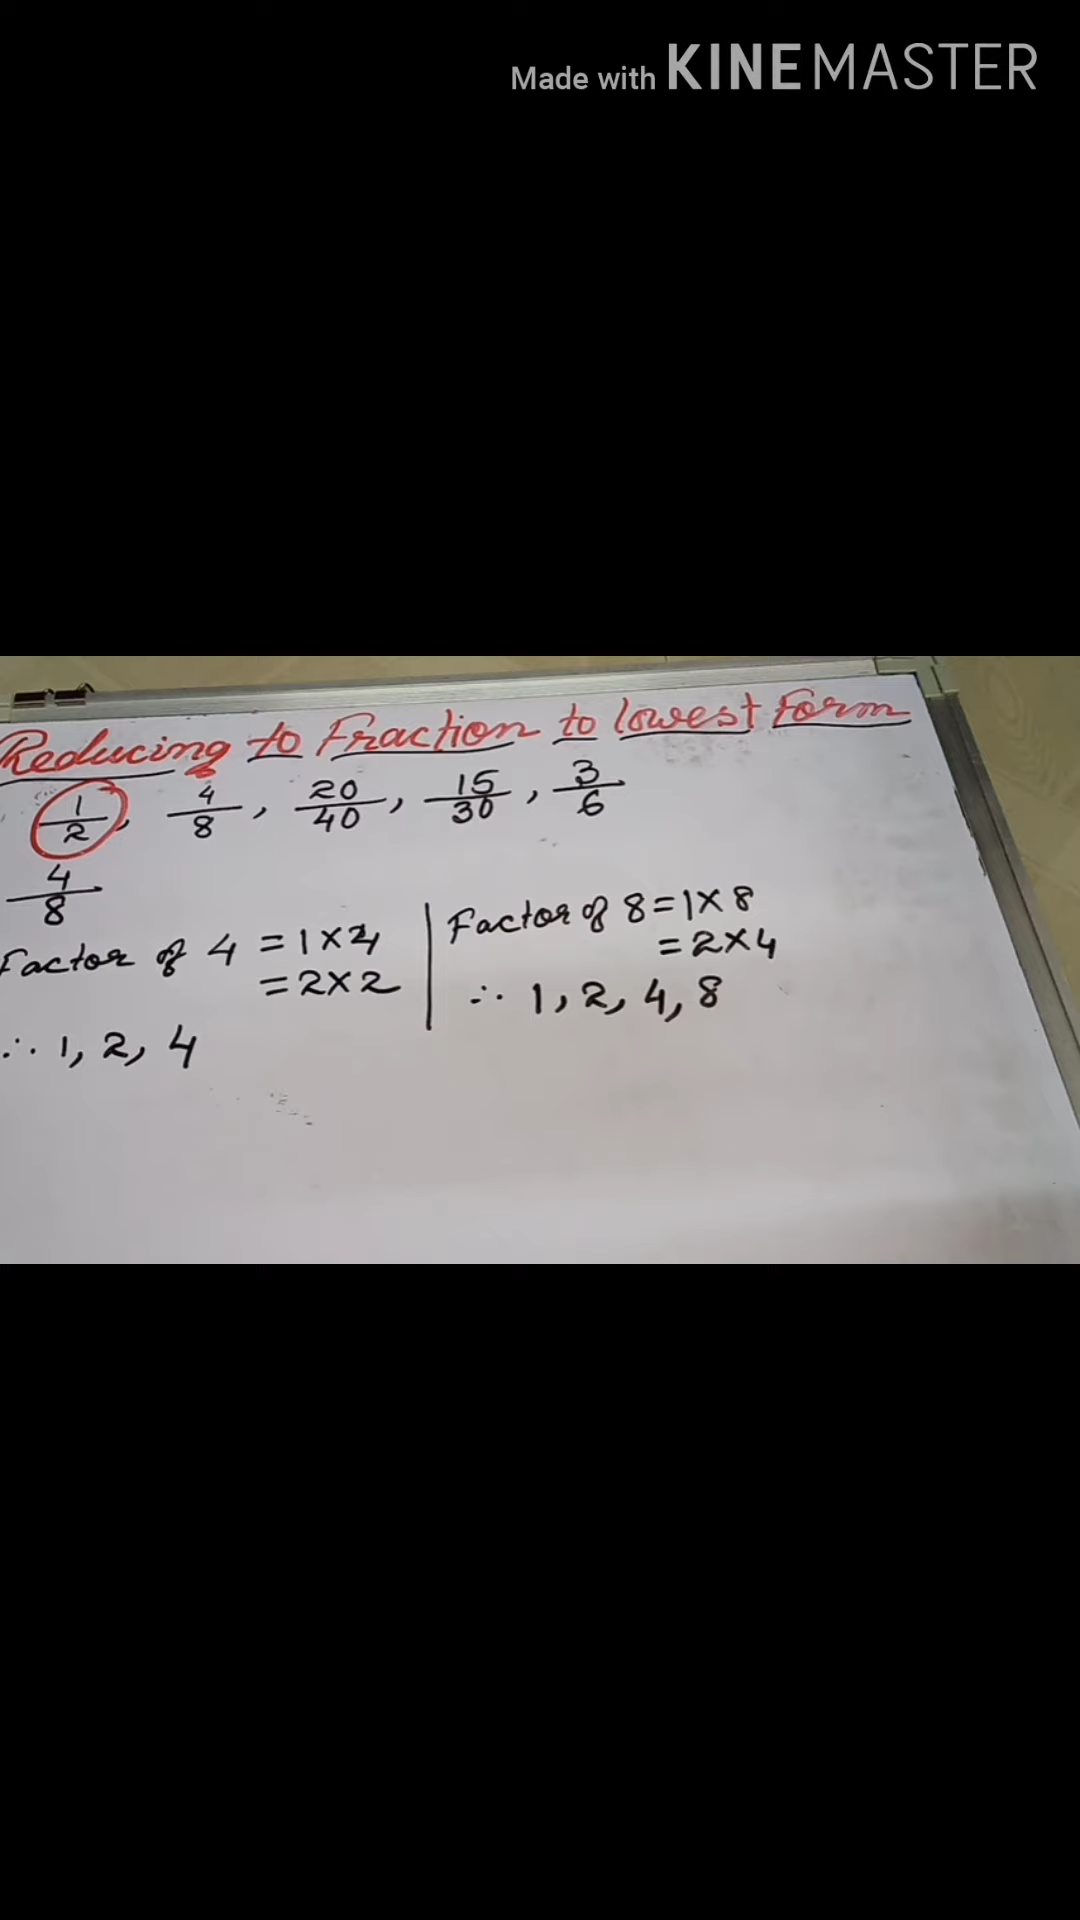 Made with KINEMASTER
Reducing to Fraction to lowest Form
1/2, 4/8, 20/40, 15/30, 3/6
4/8
Factor of 4 = 1 × 4
= 2 × 2
∴ 1, 2, 4
Factor of 8 = 1 × 8
= 2 × 4
∴ 1, 2, 4, 8